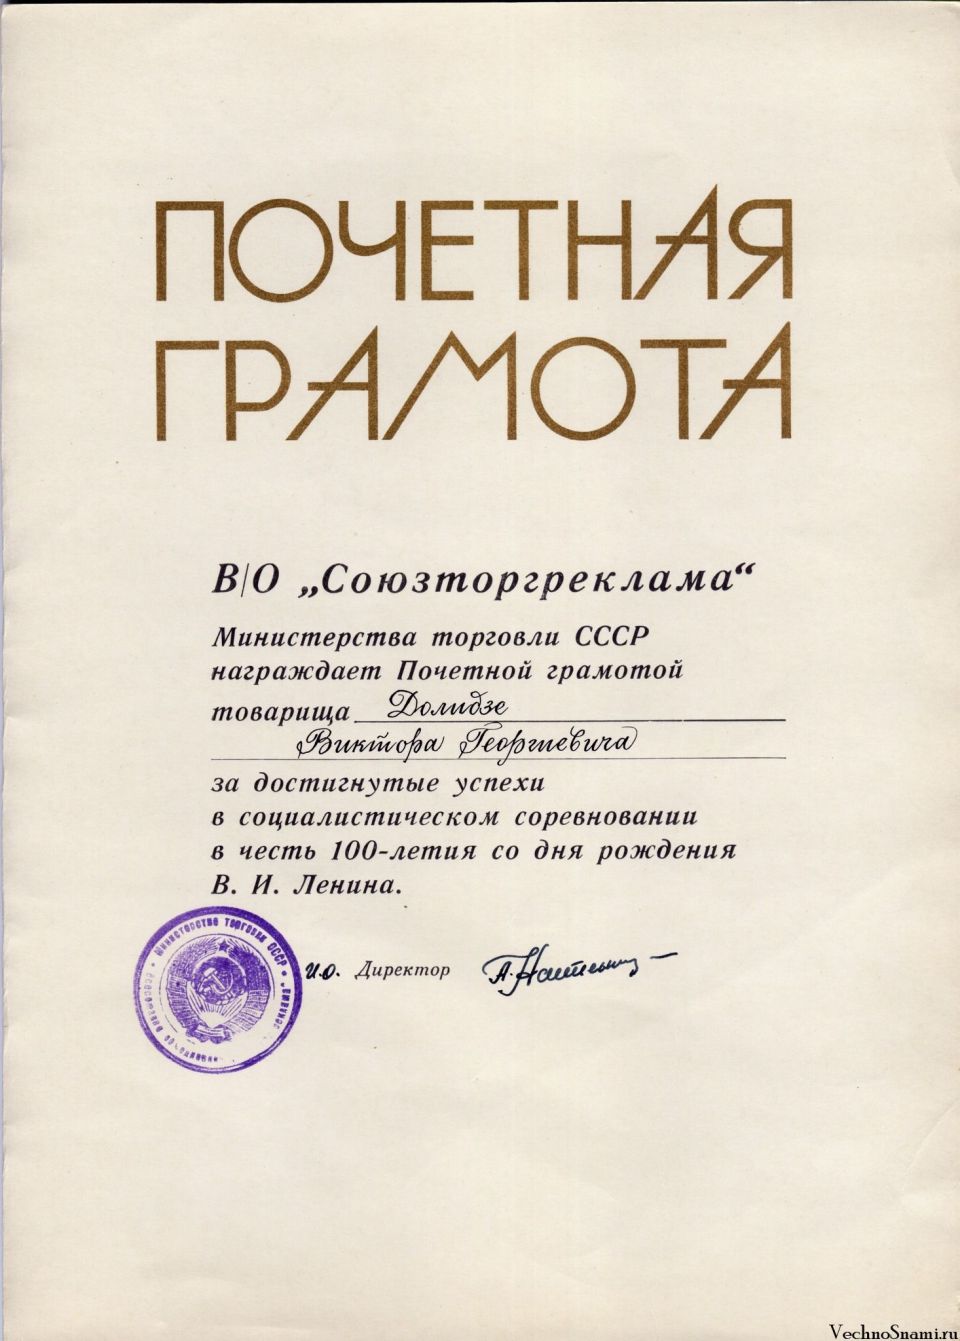 ПОЧЕТНАЯ
ГРАМОТА
В/О „Союзторгреклама“
Министерства торговли СССР
награждает Почетной грамотой
товарища Долидзе
Виктора Георгиевича
за достигнутые успехи
в социалистическом соревновании
в честь 100-летия со дня рождения
В. И. Ленина.
Министерство торговли СССР
и.о. Директор
VechnoSnami.ru